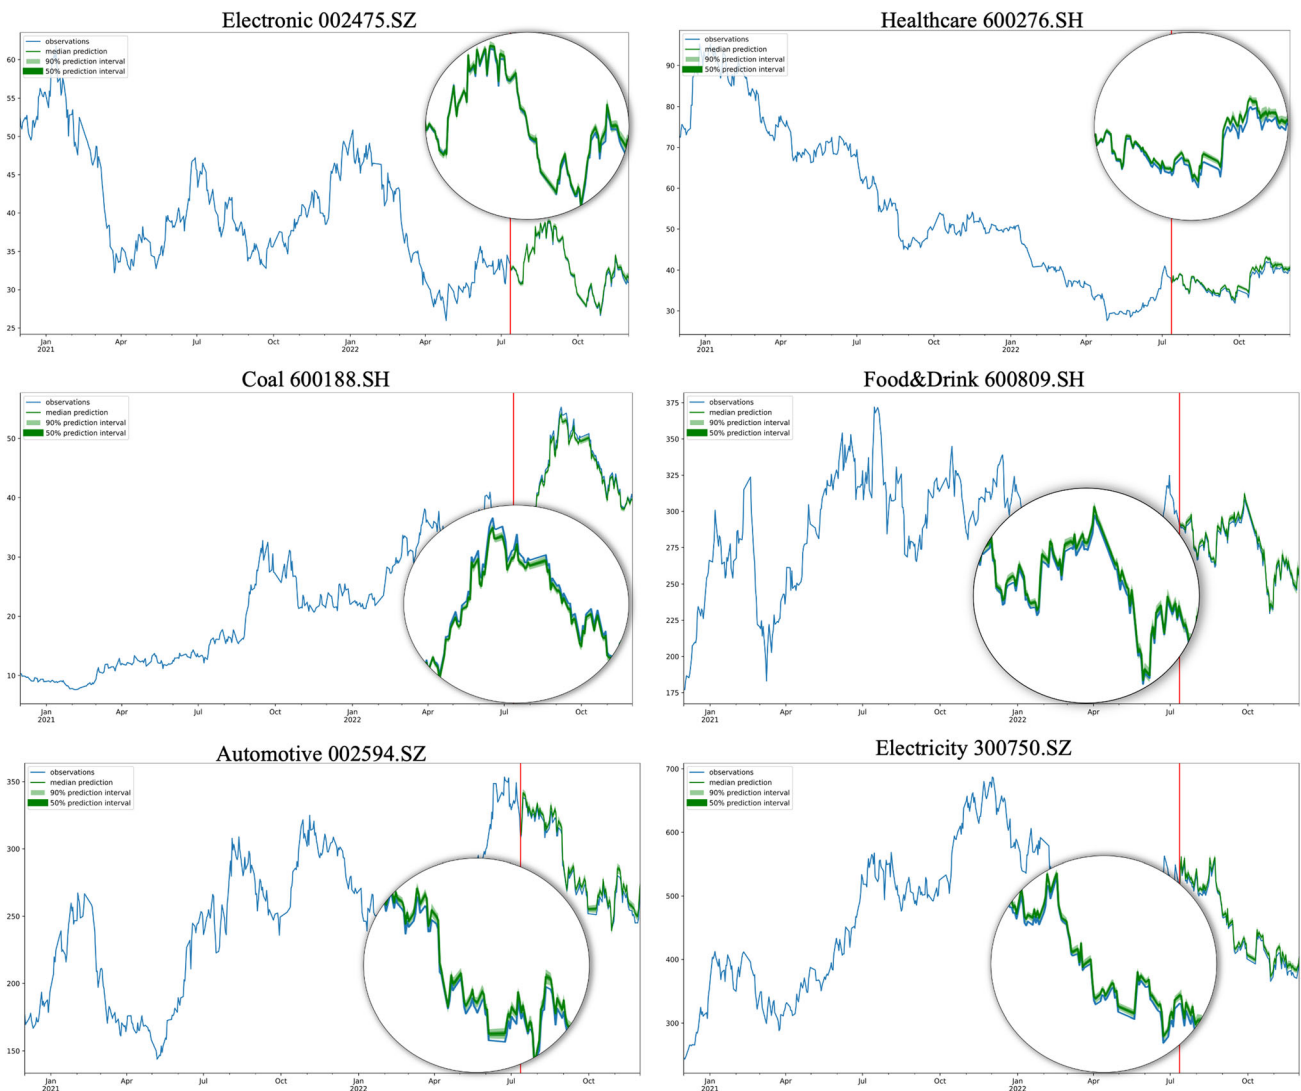 Electronic 002475.SZ
observations
median prediction
90% prediction interval
50% prediction interval
60
55
50
45
40
35
30
25
Jan
2021
Apr
Jul
Oct
Jan
2022
Apr
Jul
Oct
Healthcare 600276.SH
observations
median prediction
90% prediction interval
50% prediction interval
90
80
70
60
50
40
30
Jan
2021
Apr
Jul
Oct
Jan
2022
Apr
Jul
Oct
Coal 600188.SH
observations
median prediction
90% prediction interval
50% prediction interval
50
40
30
20
10
Jan
2021
Apr
Jul
Oct
Jan
2022
Apr
Jul
Oct
Food&Drink 600809.SH
observations
median prediction
90% prediction interval
50% prediction interval
375
350
325
300
275
250
225
200
175
Jan
2021
Apr
Jul
Oct
Jan
2022
Apr
Jul
Oct
Automotive 002594.SZ
observations
median prediction
90% prediction interval
50% prediction interval
350
300
250
200
150
Jan
2021
Apr
Jul
Oct
Jan
2022
Apr
Jul
Oct
Electricity 300750.SZ
observations
median prediction
90% prediction interval
50% prediction interval
700
600
500
400
300
Jan
2021
Apr
Jul
Oct
Jan
2022
Apr
Jul
Oct